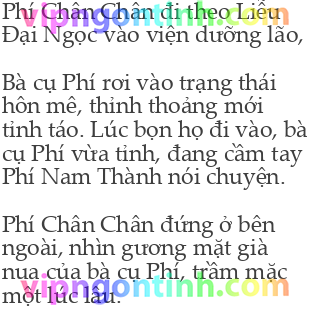 Phí Chân Chân đi theo Liễu
Đại Ngọc vào viện dưỡng lão,
Bà cụ Phí rơi vào trạng thái
hôn mê, thỉnh thoảng mới
tỉnh táo. Lúc bọn họ đi vào, bà
cụ Phí vừa tỉnh, đang cầm tay
Phí Nam Thành nói chuyện.
Phí Chân Chân đứng ở bên
ngoài, nhìn gương mặt già
nua của bà cụ Phí, trầm mặc
một lúc lâu.
vipngontinh.com
vipngontinh.com